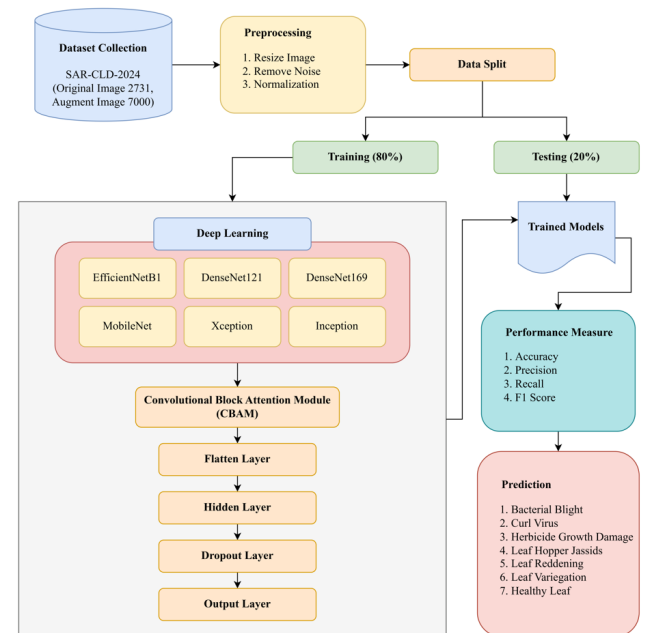 Dataset Collection
SAR-CLD-2024
(Original Image 2731,
Augment Image 7000)
Preprocessing
1. Resize Image
2. Remove Noise
3. Normalization
Data Split
Training (80%)
Testing (20%)
Deep Learning
EfficientNetB1
DenseNet121
DenseNet169
MobileNet
Xception
Inception
Convolutional Block Attention Module
(CBAM)
Flatten Layer
Hidden Layer
Dropout Layer
Output Layer
Trained Models
Performance Measure
1. Accuracy
2. Precision
3. Recall
4. F1 Score
Prediction
1. Bacterial Blight
2. Curl Virus
3. Herbicide Growth Damage
4. Leaf Hopper Jassids
5. Leaf Reddening
6. Leaf Variegation
7. Healthy Leaf